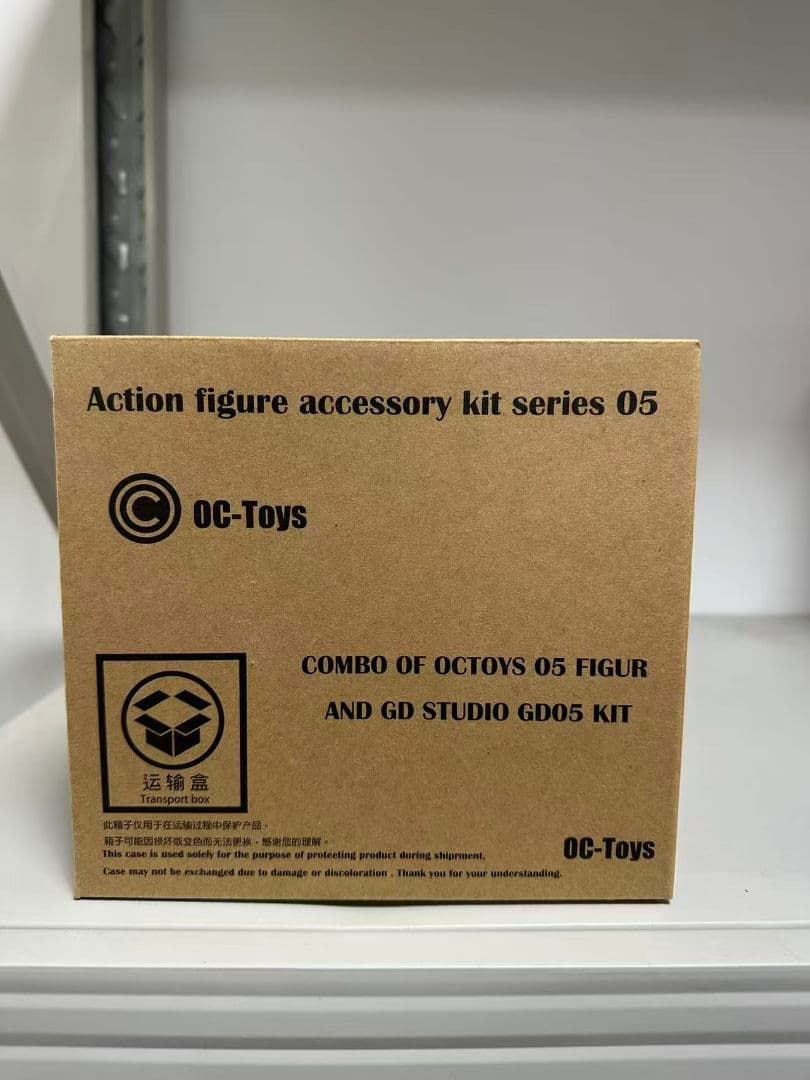 Action figure accessory kit series 05
© OC-Toys
COMBO OF OCTOYS 05 FIGUR
AND GD STUDIO GD05 KIT
运输盒
Transport box
此箱子仅用于在运输过程中保护产品。
箱子可能因损坏或变色而无法更换，感谢您的理解。
This case is used solely for the purpose of protecting product during shiprment.
Case may not be exchanged due to damage or discoloration , Thank you for your understanding.
OC-Toys